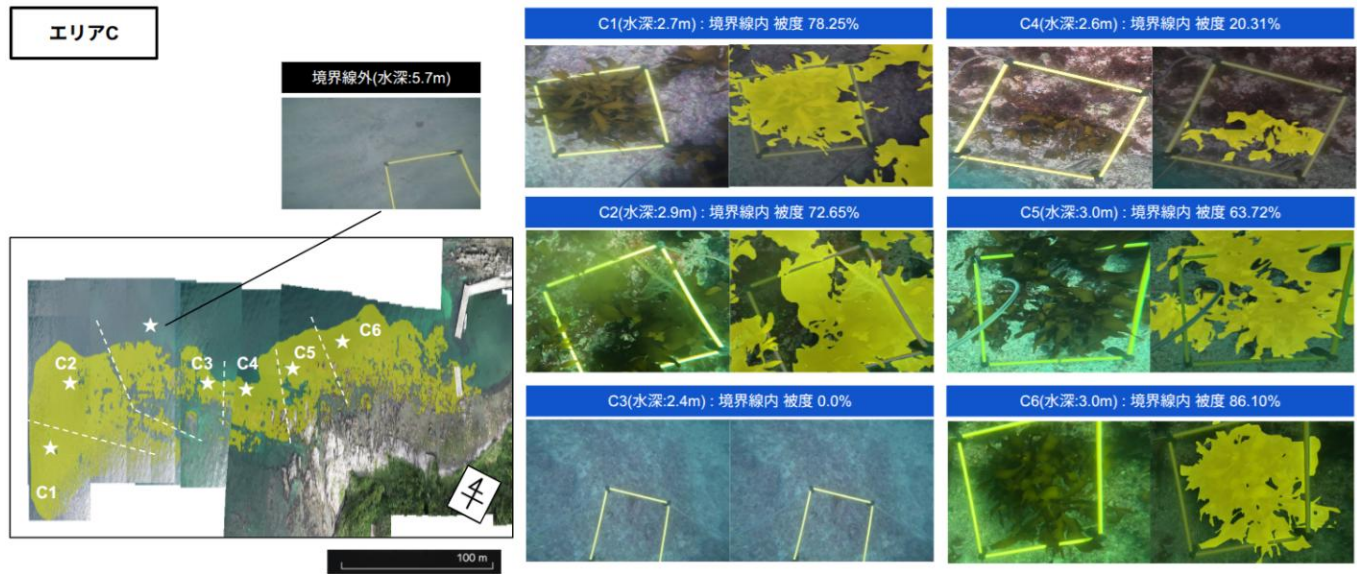 エリアC
境界線外(水深:5.7m)
C1(水深:2.7m) : 境界線内 被度 78.25%
C4(水深:2.6m) : 境界線内 被度 20.31%
C2(水深:2.9m) : 境界線内 被度 72.65%
C5(水深:3.0m) : 境界線内 被度 63.72%
C3(水深:2.4m) : 境界線内 被度 0.0%
C6(水深:3.0m) : 境界線内 被度 86.10%
C6
C2
C3
C4
C5
C1
100 m